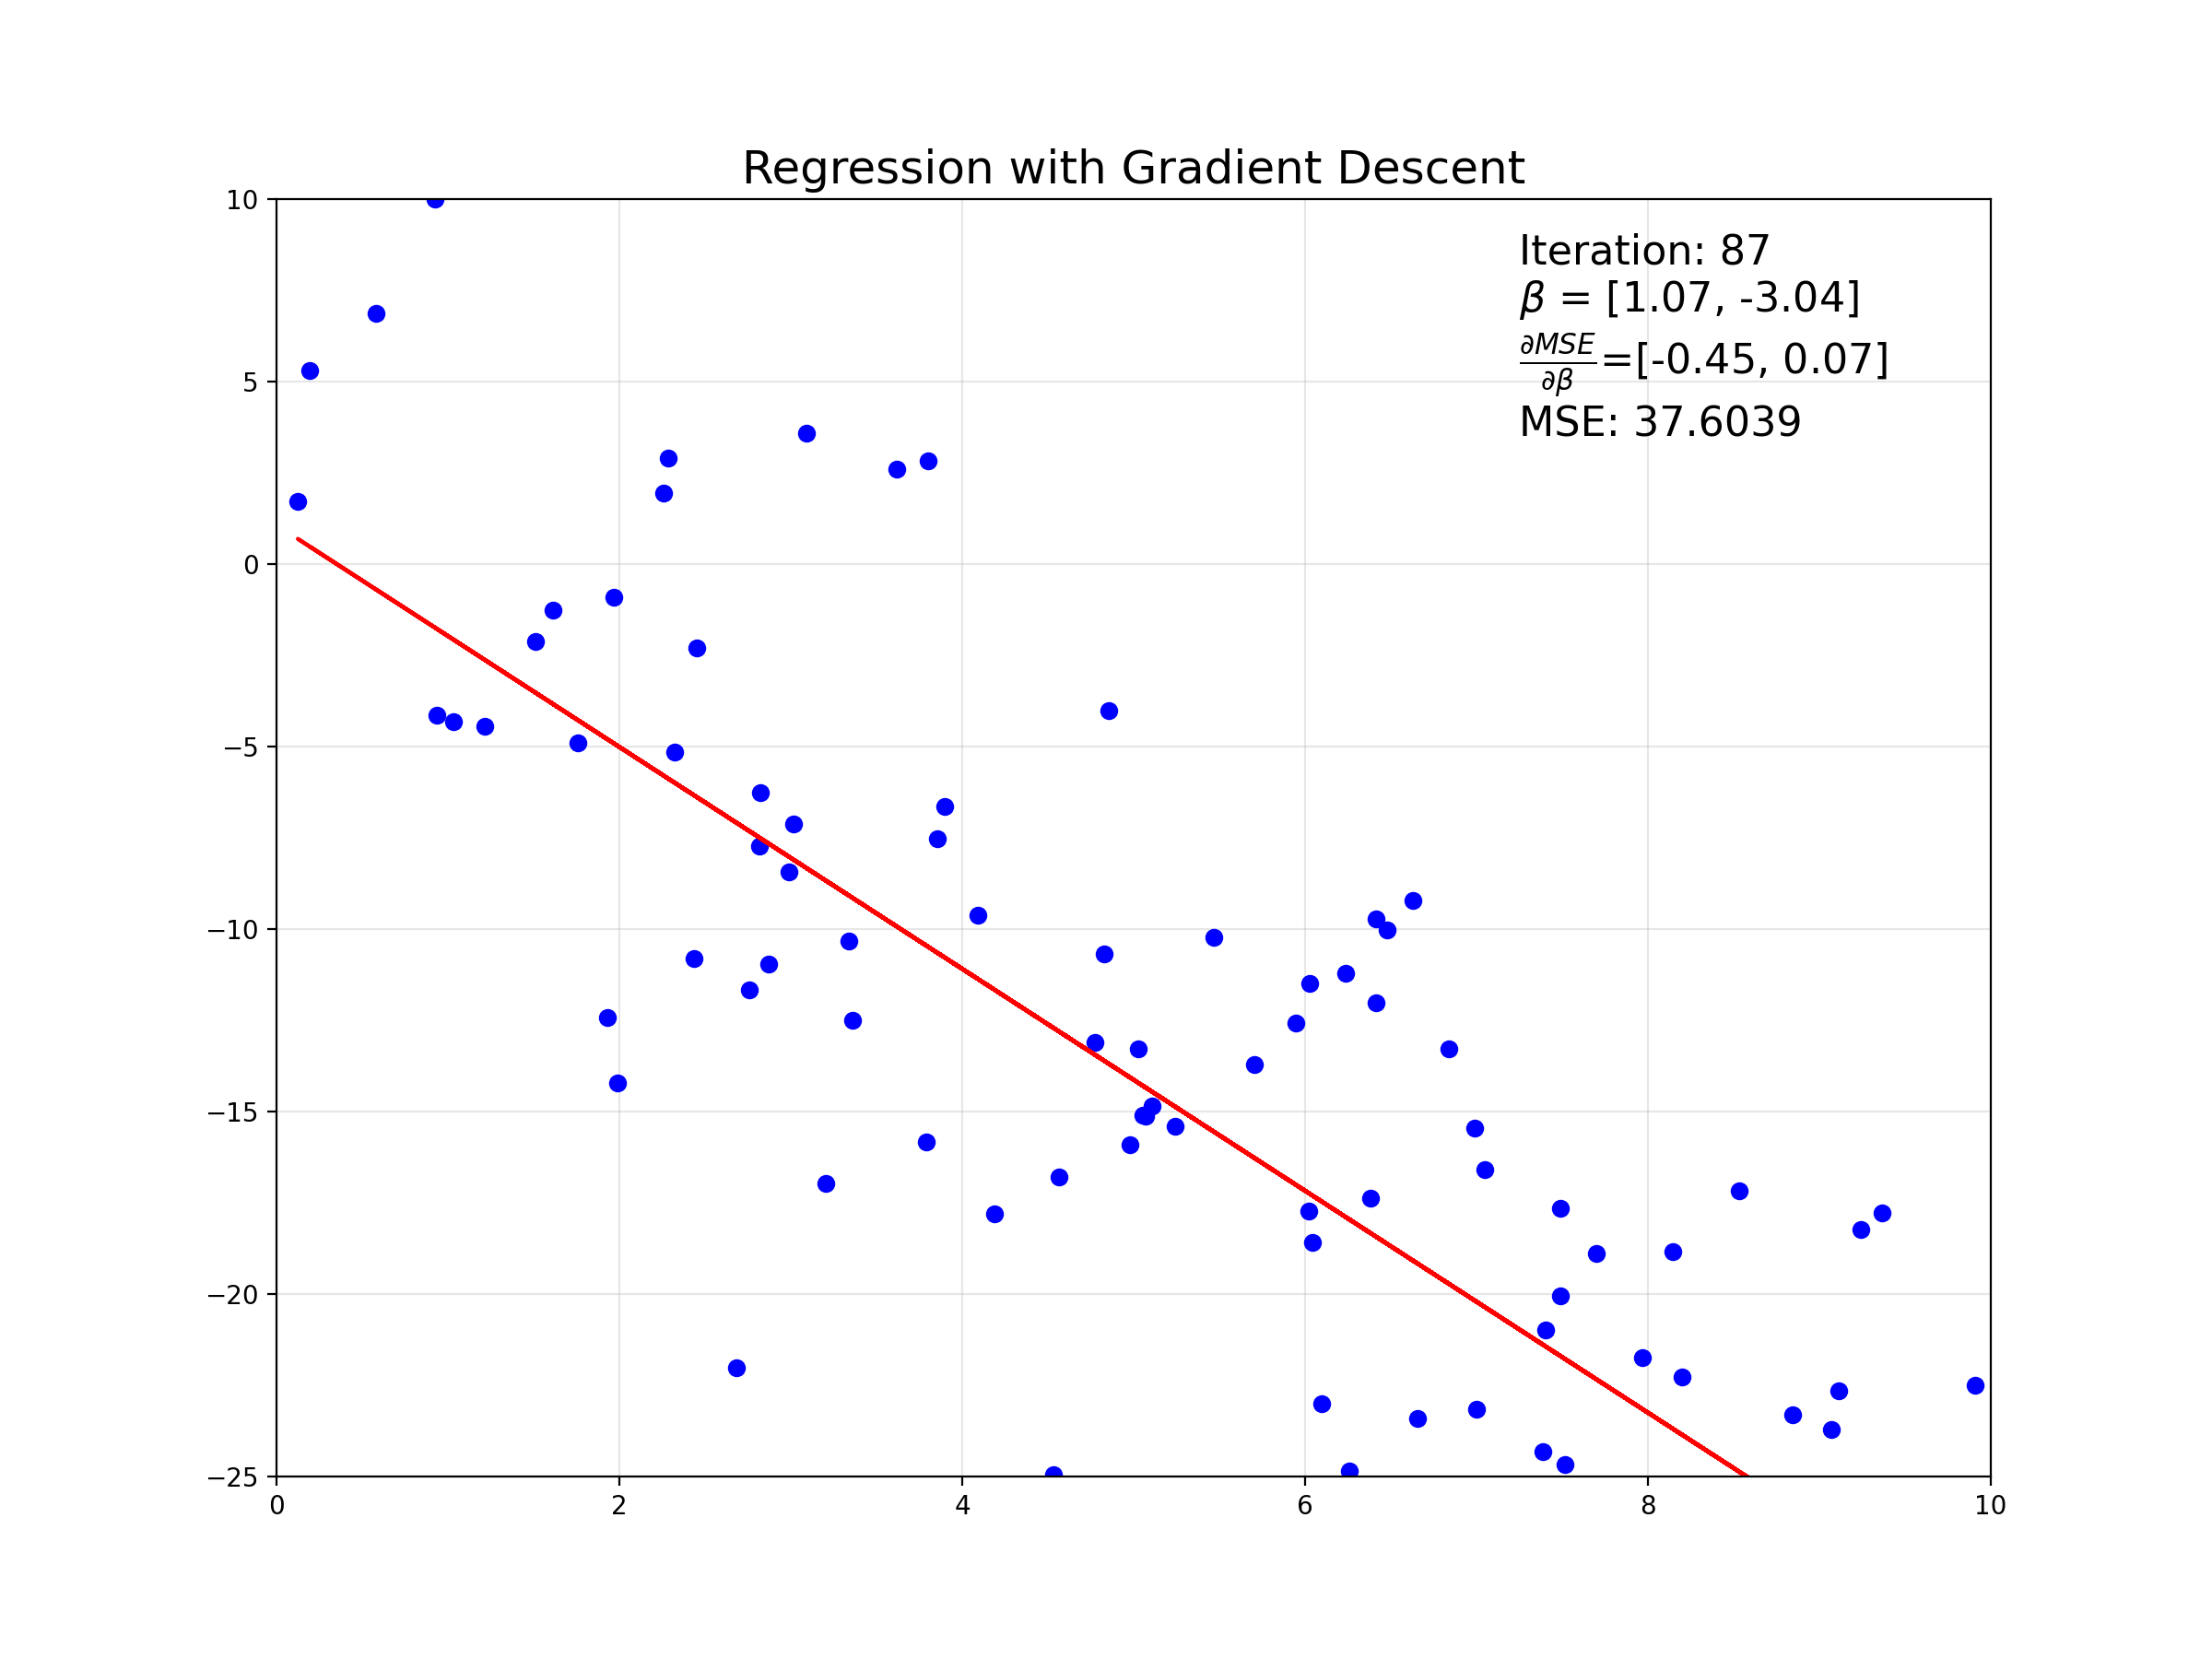 Regression with Gradient Descent
Iteration: 87
β = [1.07, -3.04]
∂MSE/∂β=[-0.45, 0.07]
MSE: 37.6039
10
5
0
−5
−10
−15
−20
−25
0 2 4 6 8 10